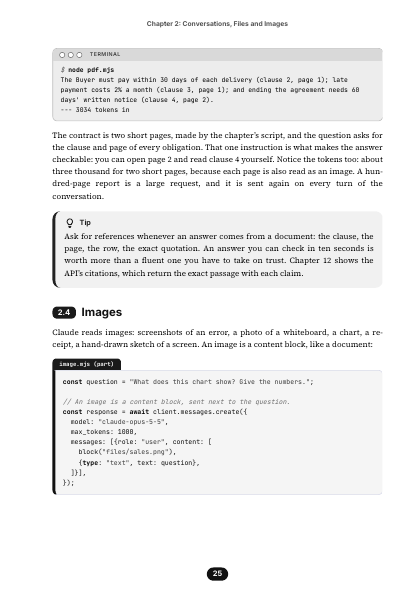 Chapter 2: Conversations, Files and Images
TERMINAL
$ node pdf.mjs
The Buyer must pay within 30 days of each delivery (clause 2, page 1); late
payment costs 2% a month (clause 3, page 1); and ending the agreement needs 60
days' written notice (clause 4, page 2).
--- 3034 tokens in
The contract is two short pages, made by the chapter's script, and the question asks for
the clause and page of every obligation. That one instruction is what makes the answer
checkable: you can open page 2 and read clause 4 yourself. Notice the tokens too: about
three thousand for two short pages, because each page is also read as an image. A hun-
dred-page report is a large request, and it is sent again on every turn of the
conversation.
Tip
Ask for references whenever an answer comes from a document: the clause, the
page, the row, the exact quotation. An answer you can check in ten seconds is
worth more than a fluent one you have to take on trust. Chapter 12 shows the
API's citations, which return the exact passage with each claim.
2.4 Images
Claude reads images: screenshots of an error, a photo of a whiteboard, a chart, a re-
ceipt, a hand-drawn sketch of a screen. An image is a content block, like a document:
image.mjs (part)
const question = "What does this chart show? Give the numbers.";
// An image is a content block, sent next to the question.
const response = await client.messages.create({
model: "claude-opus-5-5",
max_tokens: 1000,
messages: [{role: "user", content: [
block("files/sales.png"),
{type: "text", text: question},
]}],
});
25